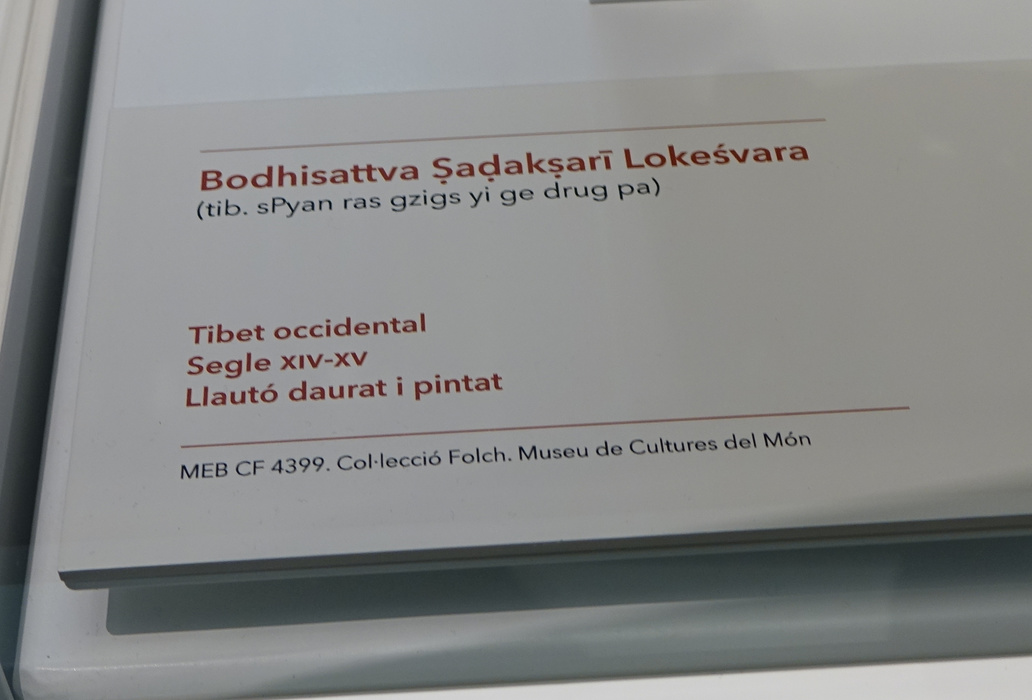 Bodhisattva Ṣaḍakṣarī Lokeśvara
(tib. sPyan ras gzigs yi ge drug pa)
Tibet occidental
Segle XIV-XV
Llautó daurat i pintat
MEB CF 4399. Col·lecció Folch. Museu de Cultures del Món